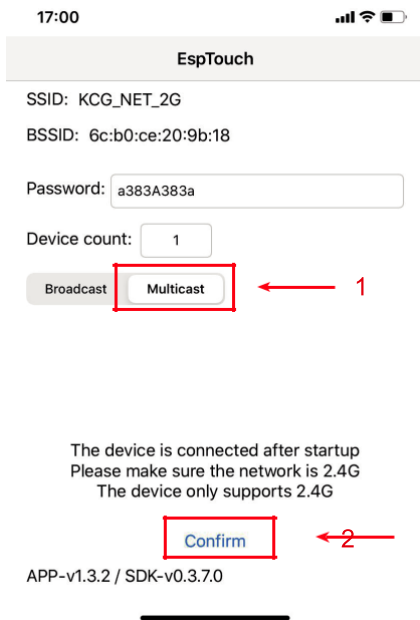 17:00
EspTouch
SSID: KCG_NET_2G
BSSID: 6c:b0:ce:20:9b:18
Password: a383A383a
Device count: 1
Broadcast Multicast 1
The device is connected after startup
Please make sure the network is 2.4G
The device only supports 2.4G
Confirm 2
APP-v1.3.2 / SDK-v0.3.7.0